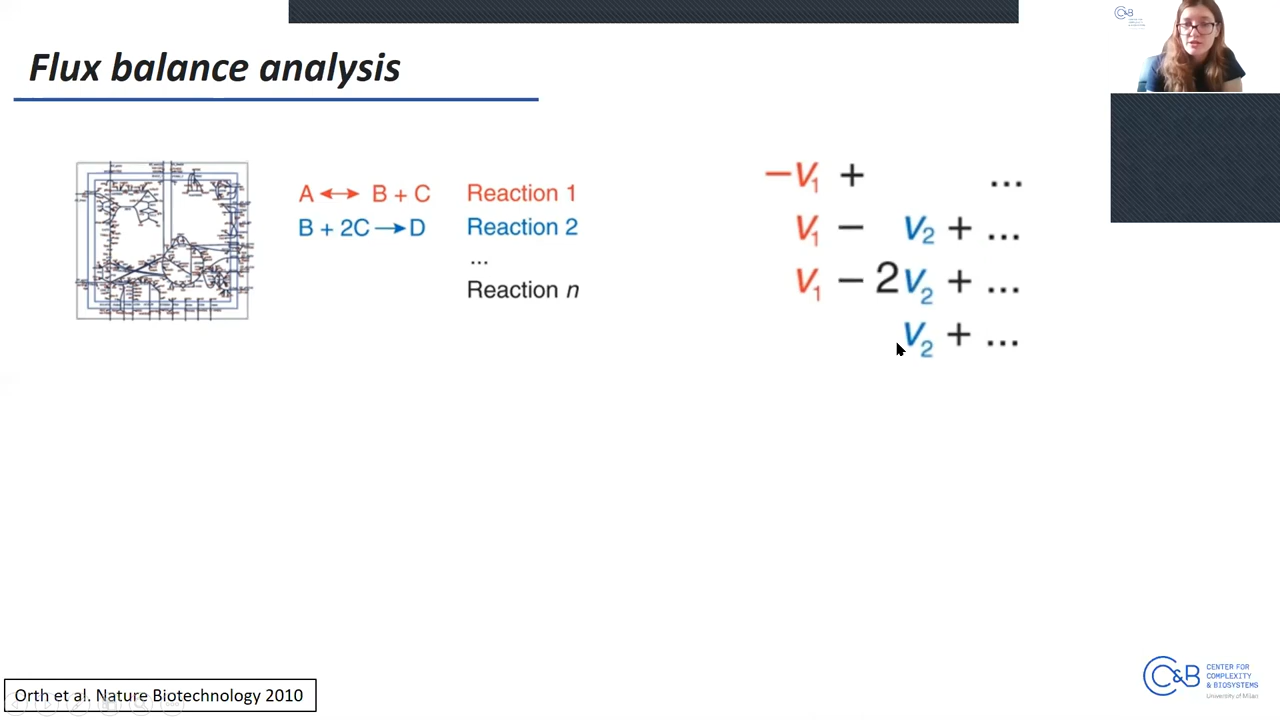 Flux balance analysis
A ↔ B + C Reaction 1
B + 2C → D Reaction 2
...
Reaction n
−V₁ + ...
V₁ − V₂ + ...
V₁ − 2V₂ + ...
V₂ + ...
Orth et al. Nature Biotechnology 2010
C&B
CENTER FOR
COMPLEXITY
& BIOSYSTEMS
University of Milan
C&B